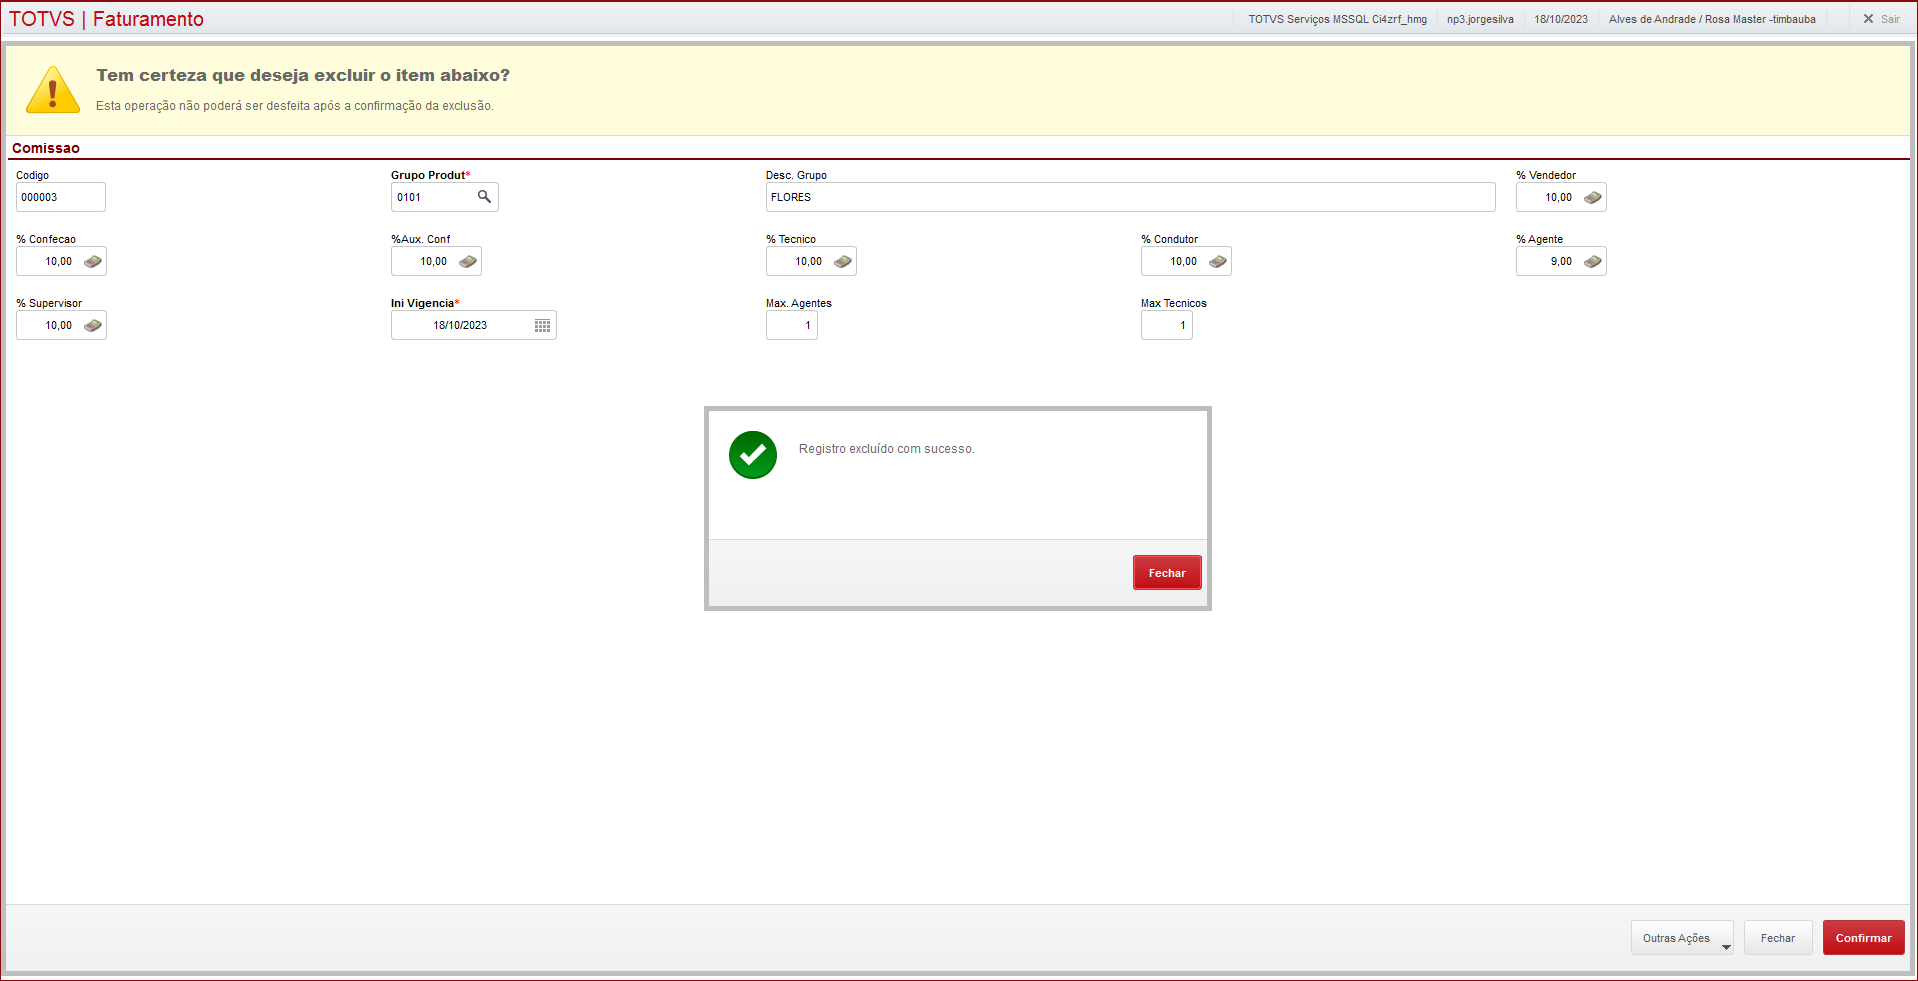 TOTVS | Faturamento
TOTVS Serviços MSSQL Ci4zrf_hmg np3.jorgesilva 18/10/2023 Alves de Andrade / Rosa Master -timbauba Sair
Tem certeza que deseja excluir o item abaixo?
Esta operação não poderá ser desfeita após a confirmação da exclusão.
Comissao
Codigo Grupo Produt* Desc. Grupo % Vendedor
000003 0101 FLORES 10,00
% Confecao %Aux. Conf % Tecnico % Condutor % Agente
10,00 10,00 10,00 10,00 9,00
% Supervisor Ini Vigencia* Max. Agentes Max Tecnicos
10,00 18/10/2023 1 1
Registro excluído com sucesso.
Fechar
Outras Ações Fechar Confirmar